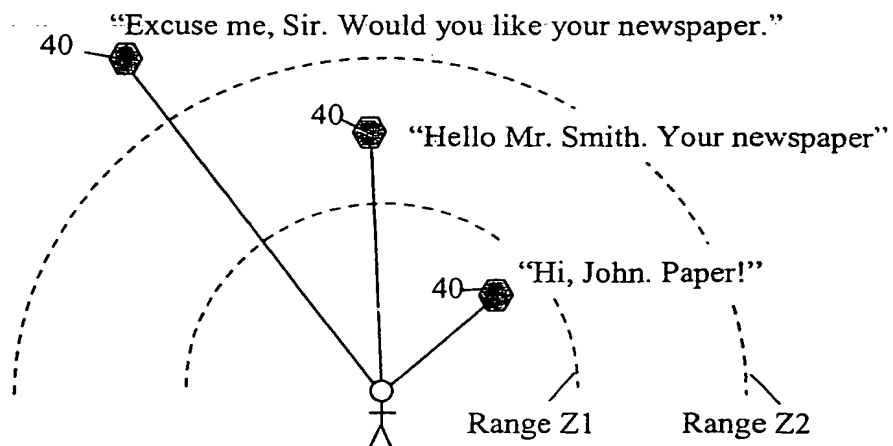 “Excuse me, Sir. Would you like your newspaper.”
40
40
“Hello Mr. Smith. Your newspaper”
40
“Hi, John. Paper!”
Range Z1
Range Z2